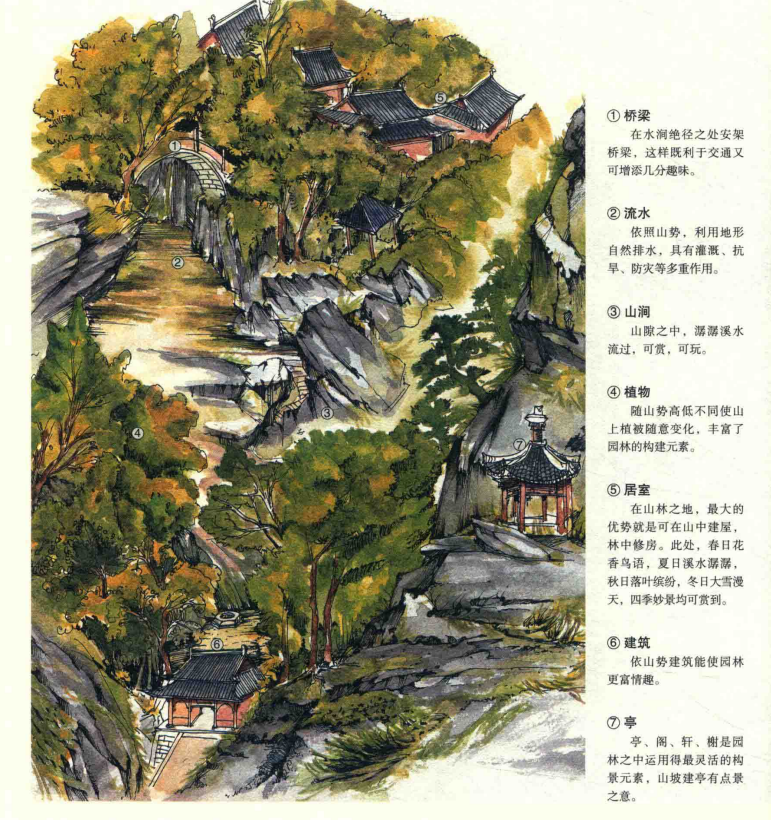 ① 桥梁
在水涧绝径之处安架
桥梁，这样既利于交通又
可增添几分趣味。
② 流水
依照山势，利用地形
自然排水，具有灌溉、抗
旱、防灾等多重作用。
③ 山涧
山隙之中，潺潺溪水
流过，可赏，可玩。
④ 植物
随山势高低不同使山
上植被随意变化，丰富了
园林的构建元素。
⑤ 居室
在山林之地，最大的
优势就是可在山中建屋，
林中修房。此处，春日花
香鸟语，夏日溪水潺潺，
秋日落叶缤纷，冬日大雪漫
天，四季妙景均可赏到。
⑥ 建筑
依山势建筑能使园林
更富情趣。
⑦ 亭
亭、阁、轩、榭是园
林之中运用得最灵活的构
景元素，山坡建亭有点景
之意。
⑤
①
②
③
④
⑦
⑥